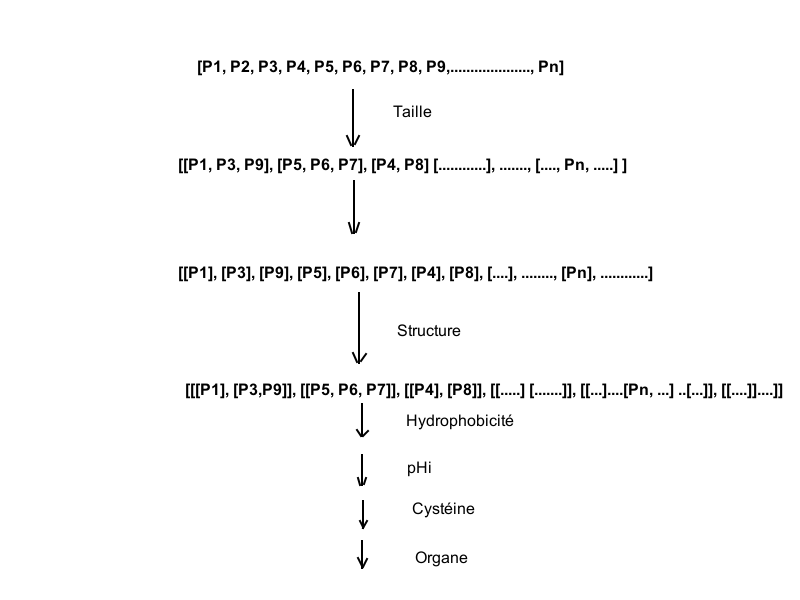 [P1, P2, P3, P4, P5, P6, P7, P8, P9,....................., Pn]
Taille
[[P1, P3, P9], [P5, P6, P7], [P4, P8] [............], ......., [...., Pn, .....] ]
[[P1], [P3], [P9], [P5], [P6], [P7], [P4], [P8], [....], ........, [Pn], ............]
Structure
[[[P1], [P3,P9]], [[P5, P6, P7]], [[P4], [P8]], [[.....] [.......]], [[...]....[Pn, ...] ..[...]], [[....]]....]]
Hydrophobicité
pHi
Cystéine
Organe